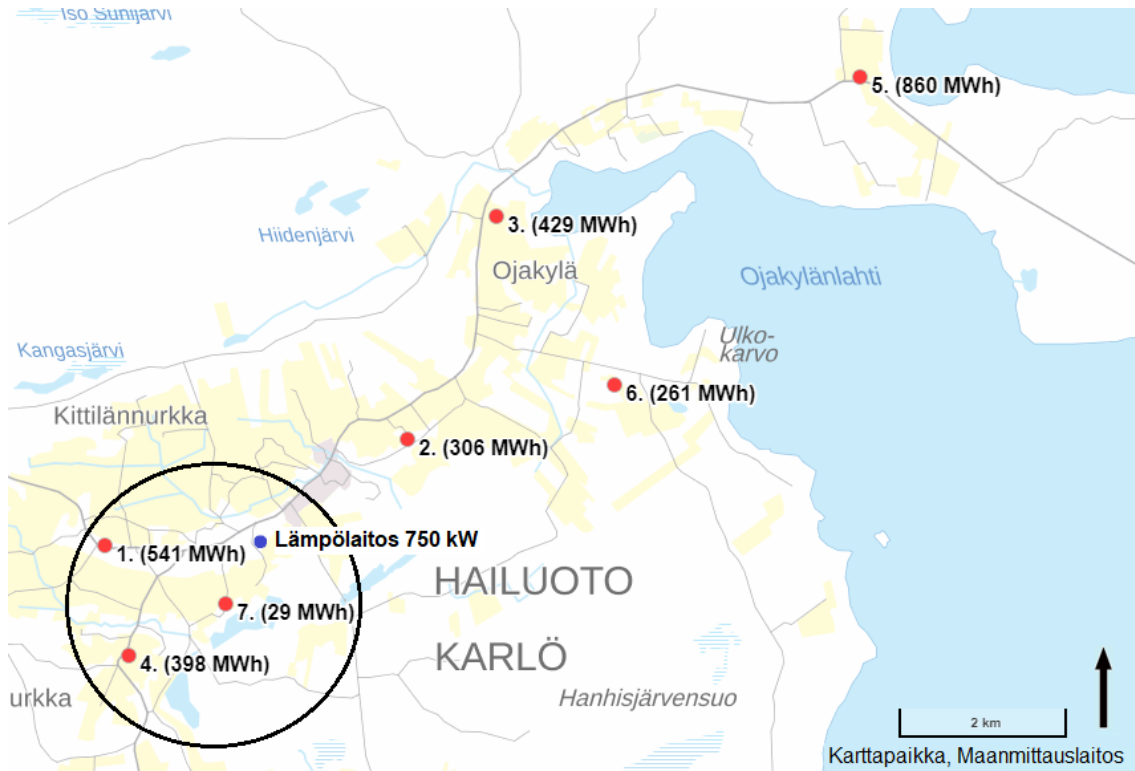 Iso Sunijärvi
5. (860 MWh)
3. (429 MWh)
Hiidenjärvi
Ojakylä
Ojakylänlahti
Ulko-
karvo
Kangasjärvi
6. (261 MWh)
Kittilännurkka
2. (306 MWh)
Lämpölaitos 750 kW
1. (541 MWh)
HAILUOTO
7. (29 MWh)
KARLÖ
4. (398 MWh)
urkka
Hanhisjärvensuo
2 km
Karttapaikka, Maanmittauslaitos